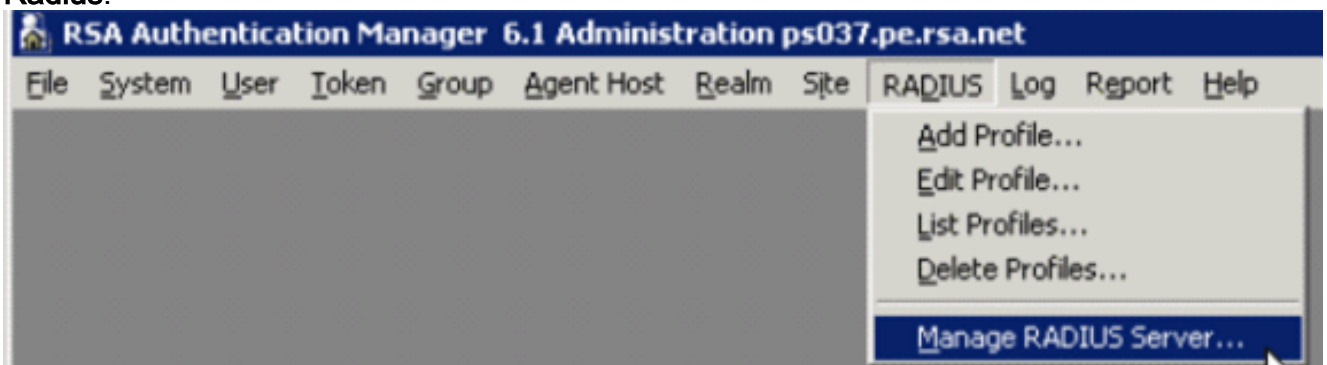 Radius.
RSA Authentication Manager 6.1 Administration ps037.pe.rsa.net
File System User Token Group Agent Host Realm Site RADIUS Log Report Help
Add Profile...
Edit Profile...
List Profiles...
Delete Profiles...
Manage RADIUS Server...